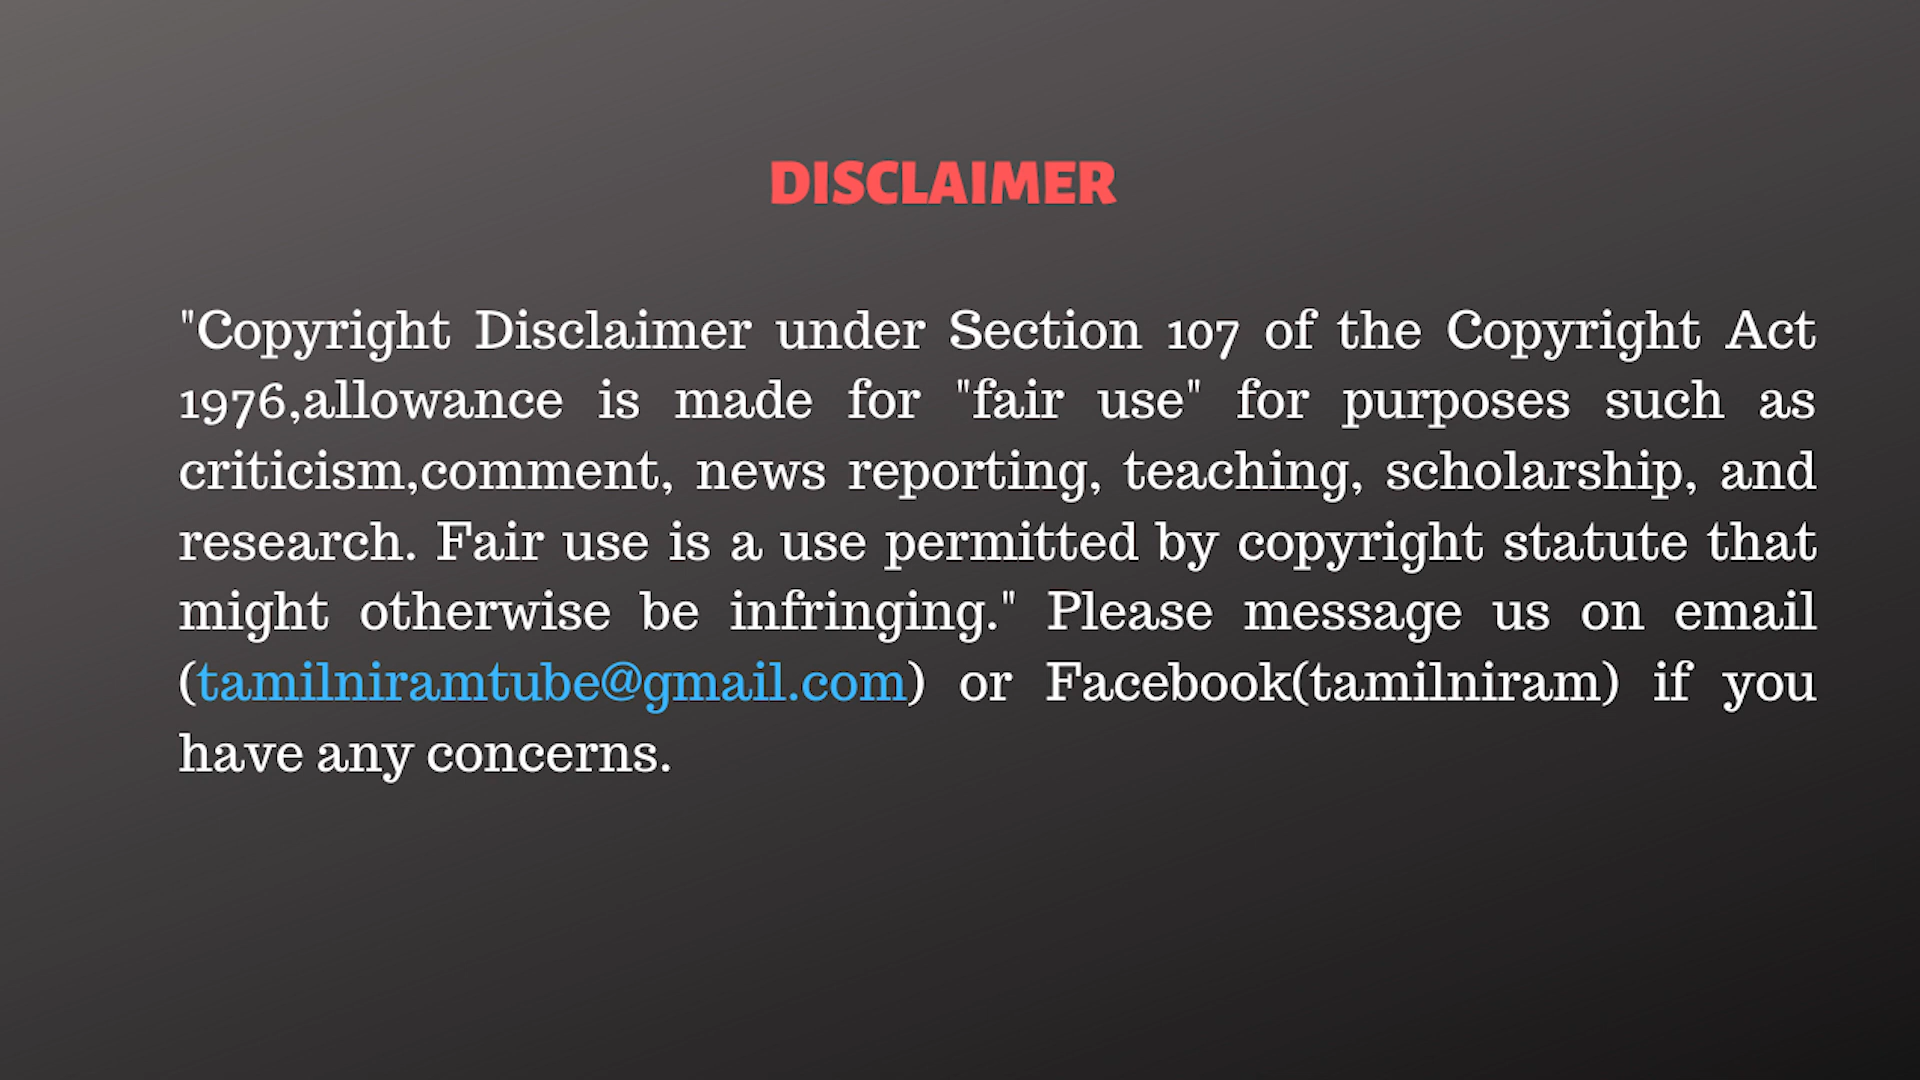 DISCLAIMER
"Copyright Disclaimer under Section 107 of the Copyright Act
1976,allowance is made for "fair use" for purposes such as
criticism,comment, news reporting, teaching, scholarship, and
research. Fair use is a use permitted by copyright statute that
might otherwise be infringing." Please message us on email
(tamilniramtube@gmail.com) or Facebook(tamilniram) if you
have any concerns.